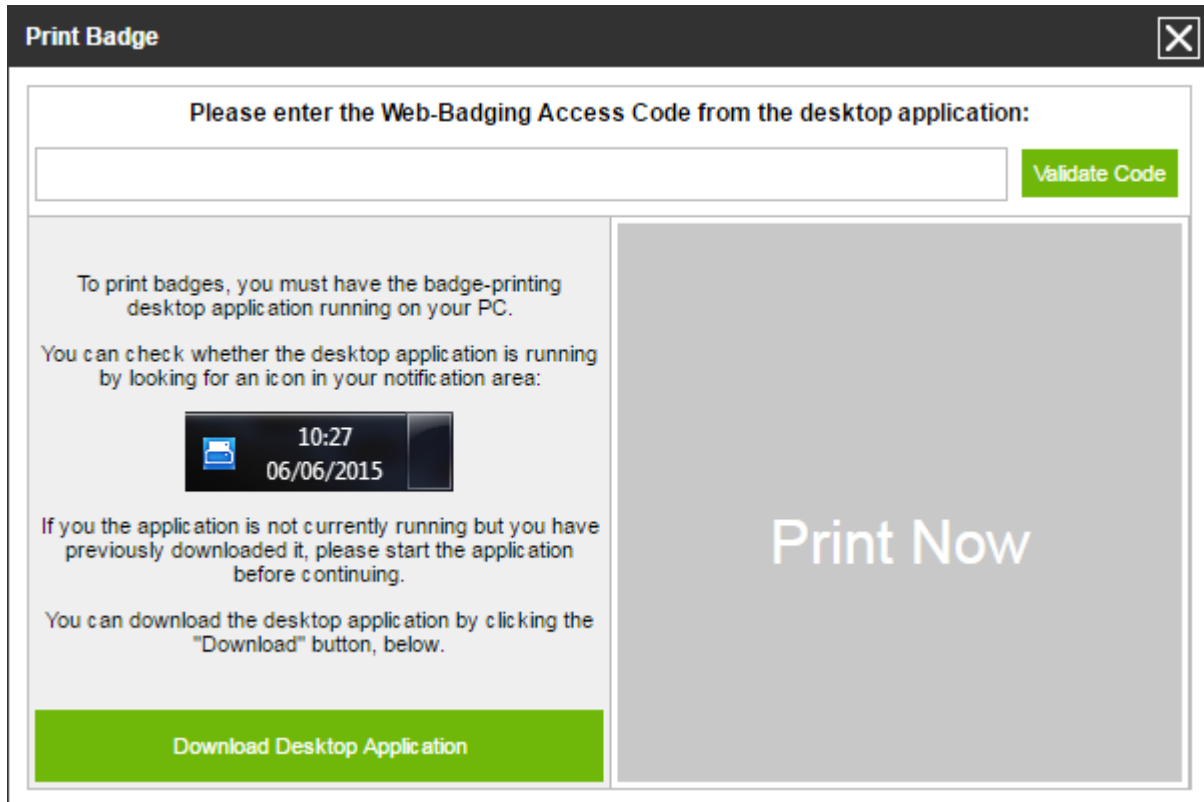 Print Badge
Please enter the Web-Badging Access Code from the desktop application:
Validate Code
To print badges, you must have the badge-printing
desktop application running on your PC.
You can check whether the desktop application is running
by looking for an icon in your notification area:
10:27
06/06/2015
If you the application is not currently running but you have
previously downloaded it, please start the application
before continuing.
You can download the desktop application by clicking the
"Download" button, below.
Download Desktop Application
Print Now